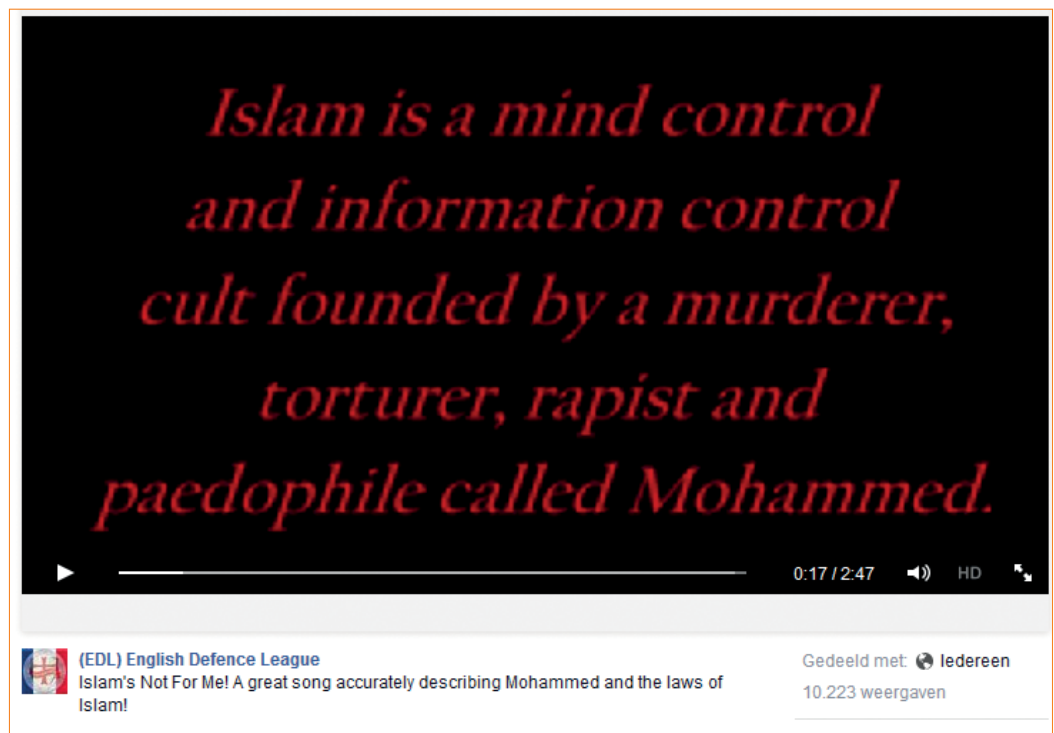 Islam is a mind control
and information control
cult founded by a murderer,
torturer, rapist and
paedophile called Mohammed.
0:17 / 2:47 HD
(EDL) English Defence League
Islam's Not For Me! A great song accurately describing Mohammed and the laws of
Islam!
Gedeeld met: Iedereen
10.223 weergaven